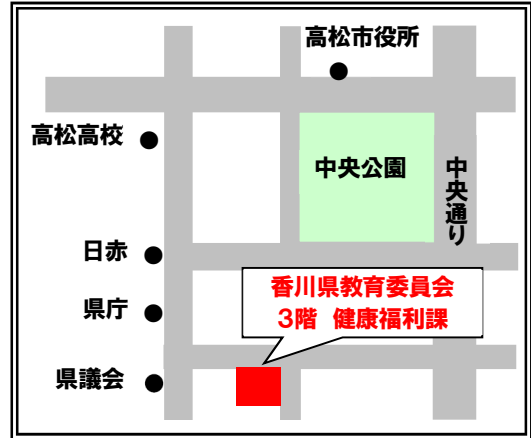 高松市役所
高松高校
中央公園
中央通り
日赤
香川県教育委員会
3階 健康福利課
県庁
県議会